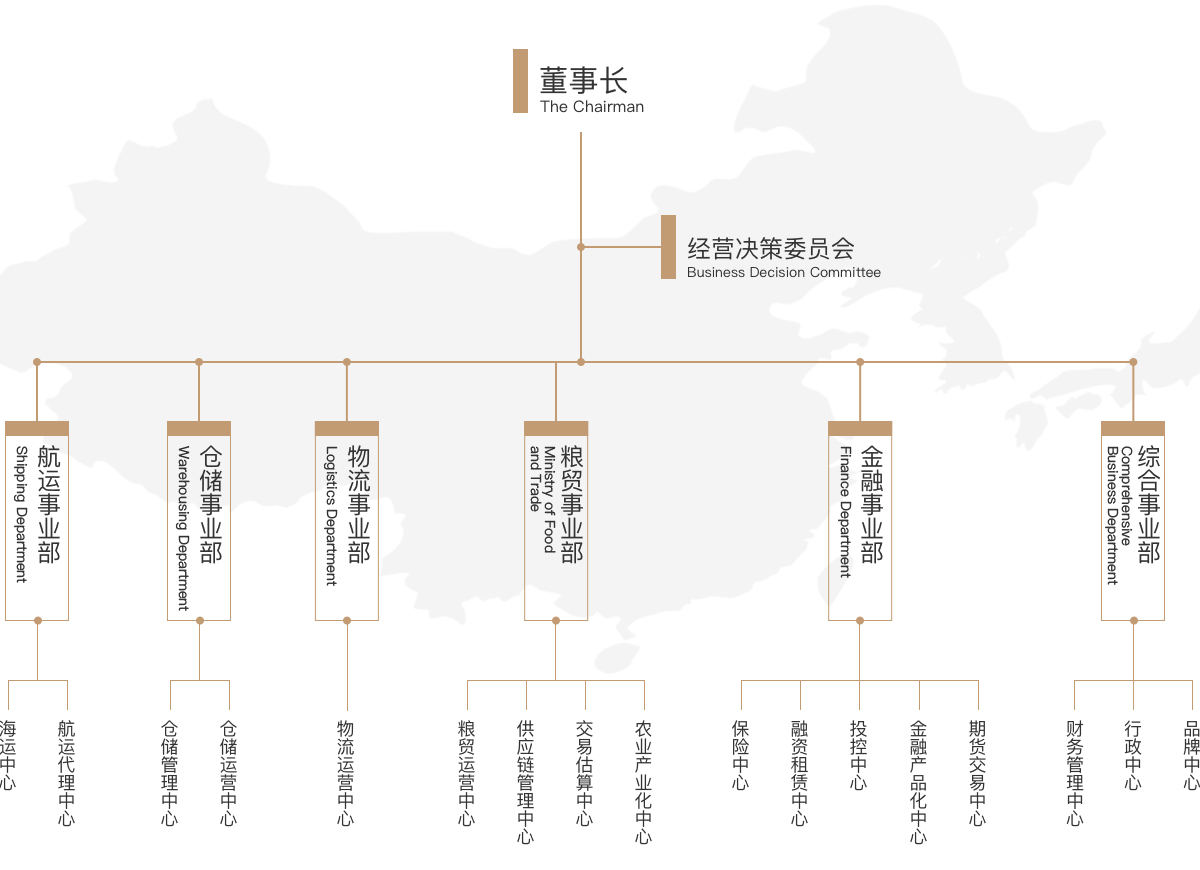 董事长
The Chairman
经营决策委员会
Business Decision Committee
航运事业部
Shipping Department
仓储事业部
Warehousing Department
物流事业部
Logistics Department
粮贸事业部
Ministry of Food
and Trade
金融事业部
Finance Department
综合事业部
Comprehensive
Business Department
海运中心
航运代理中心
仓储管理中心
仓储运营中心
物流运营中心
粮贸运营中心
供应链管理中心
交易估算中心
农业产业化中心
保险中心
融资租赁中心
投控中心
金融产品化中心
期货交易中心
财务管理中心
行政中心
品牌中心